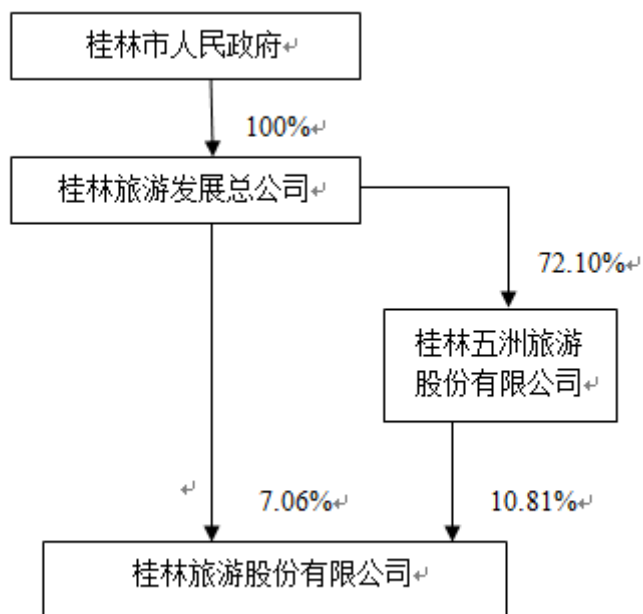 桂林市人民政府
100%
桂林旅游发展总公司
72.10%
桂林五洲旅游
股份有限公司
7.06%
10.81%
桂林旅游股份有限公司